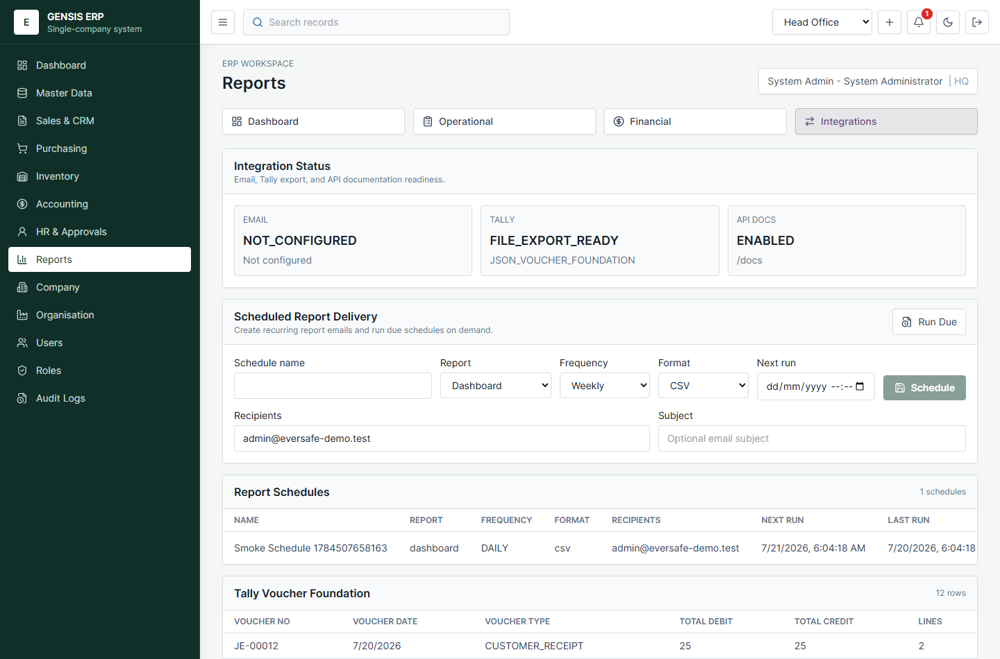 E
GENSIS ERP
Single-company system
Search records
Head Office
1
Dashboard
Master Data
Sales & CRM
Purchasing
Inventory
Accounting
HR & Approvals
Reports
Company
Organisation
Users
Roles
Audit Logs
ERP WORKSPACE
Reports
System Admin - System Administrator | HQ
Dashboard
Operational
Financial
Integrations
Integration Status
Email, Tally export, and API documentation readiness.
EMAIL
NOT_CONFIGURED
Not configured
TALLY
FILE_EXPORT_READY
JSON_VOUCHER_FOUNDATION
API DOCS
ENABLED
/docs
Scheduled Report Delivery
Create recurring report emails and run due schedules on demand.
Run Due
Schedule name
Report
Frequency
Format
Next run
Dashboard
Weekly
CSV
dd/mm/yyyy --:--
Schedule
Recipients
Subject
admin@eversafe-demo.test
Optional email subject
Report Schedules
1 schedules
NAME REPORT FREQUENCY FORMAT RECIPIENTS NEXT RUN LAST RUN
Smoke Schedule 1784507658163 dashboard DAILY csv admin@eversafe-demo.test 7/21/2026, 6:04:18 AM 7/20/2026, 6:04:18
Tally Voucher Foundation
12 rows
VOUCHER NO VOUCHER DATE VOUCHER TYPE TOTAL DEBIT TOTAL CREDIT LINES
JE-00012 7/20/2026 CUSTOMER_RECEIPT 25 25 2